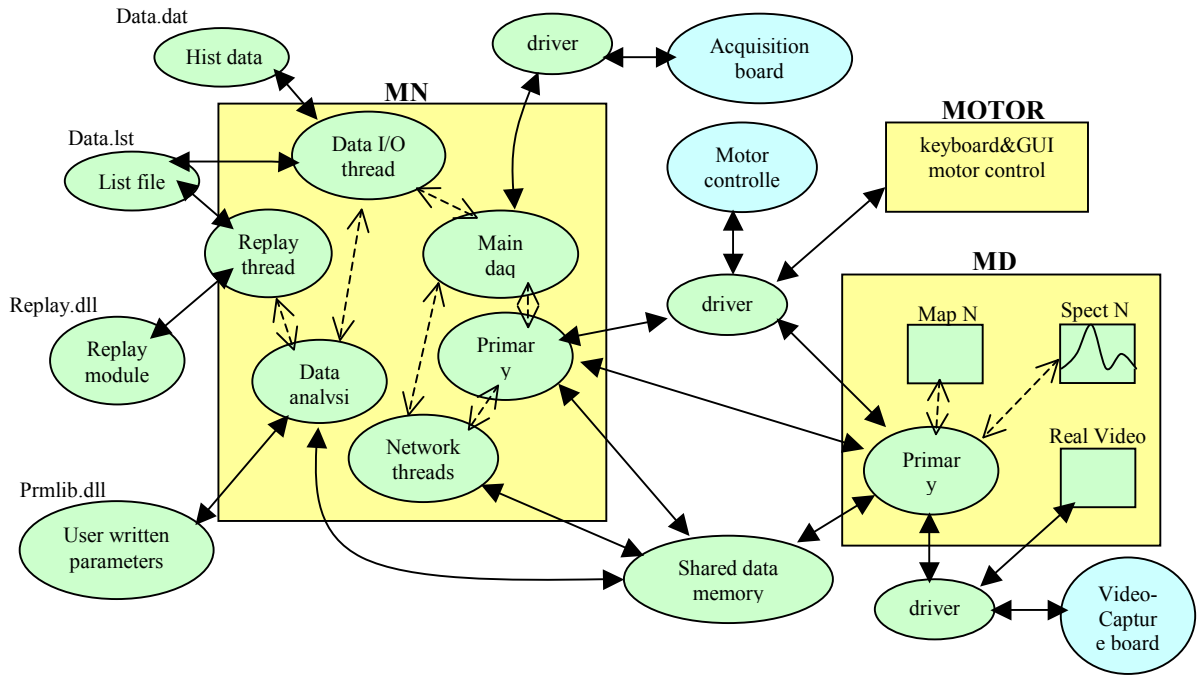 Data.dat
Hist data
driver
Acquisition
board
MN
MOTOR
Data I/O
thread
Data.lst
List file
Motor
controlle
keyboard&GUI
motor control
Replay
thread
Main
daq
MD
Replay.dll
Replay
module
driver
Map N
Spect N
Primar
y
Data
analvsi
Network
threads
Real Video
Primar
y
Prmlib.dll
User written
parameters
Shared data
memory
driver
Video-
Captur
e board